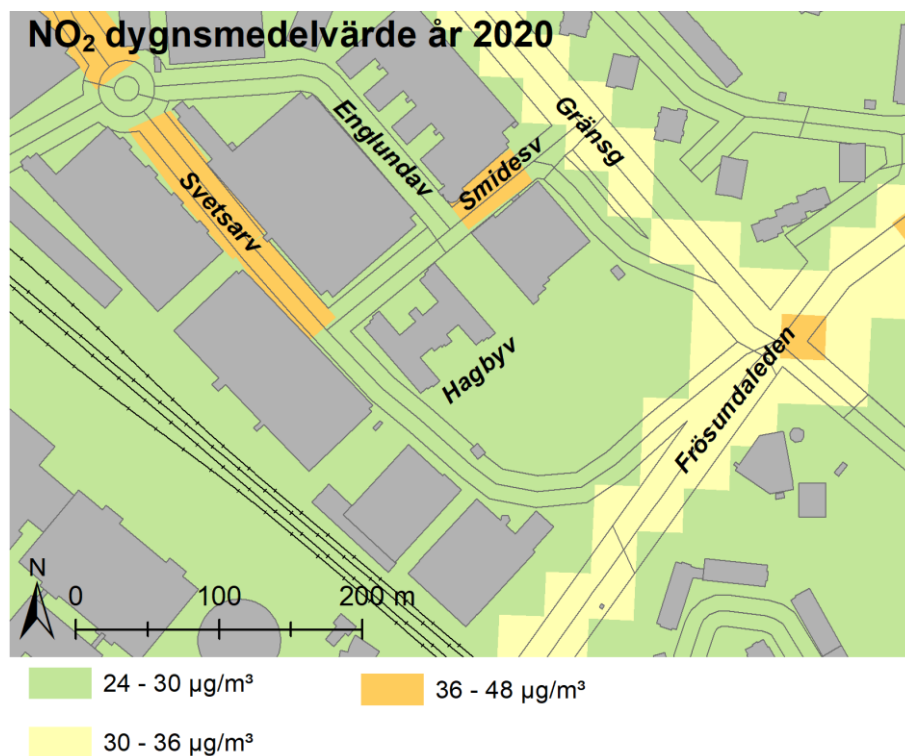 NO₂ dygnsmedelvärde år 2020
Gränsg
Englundav
Smidesv
Svetsarv
Hagbyv
Frösundaleden
N
0 100 200 m
24 - 30 µg/m³
36 - 48 µg/m³
30 - 36 µg/m³